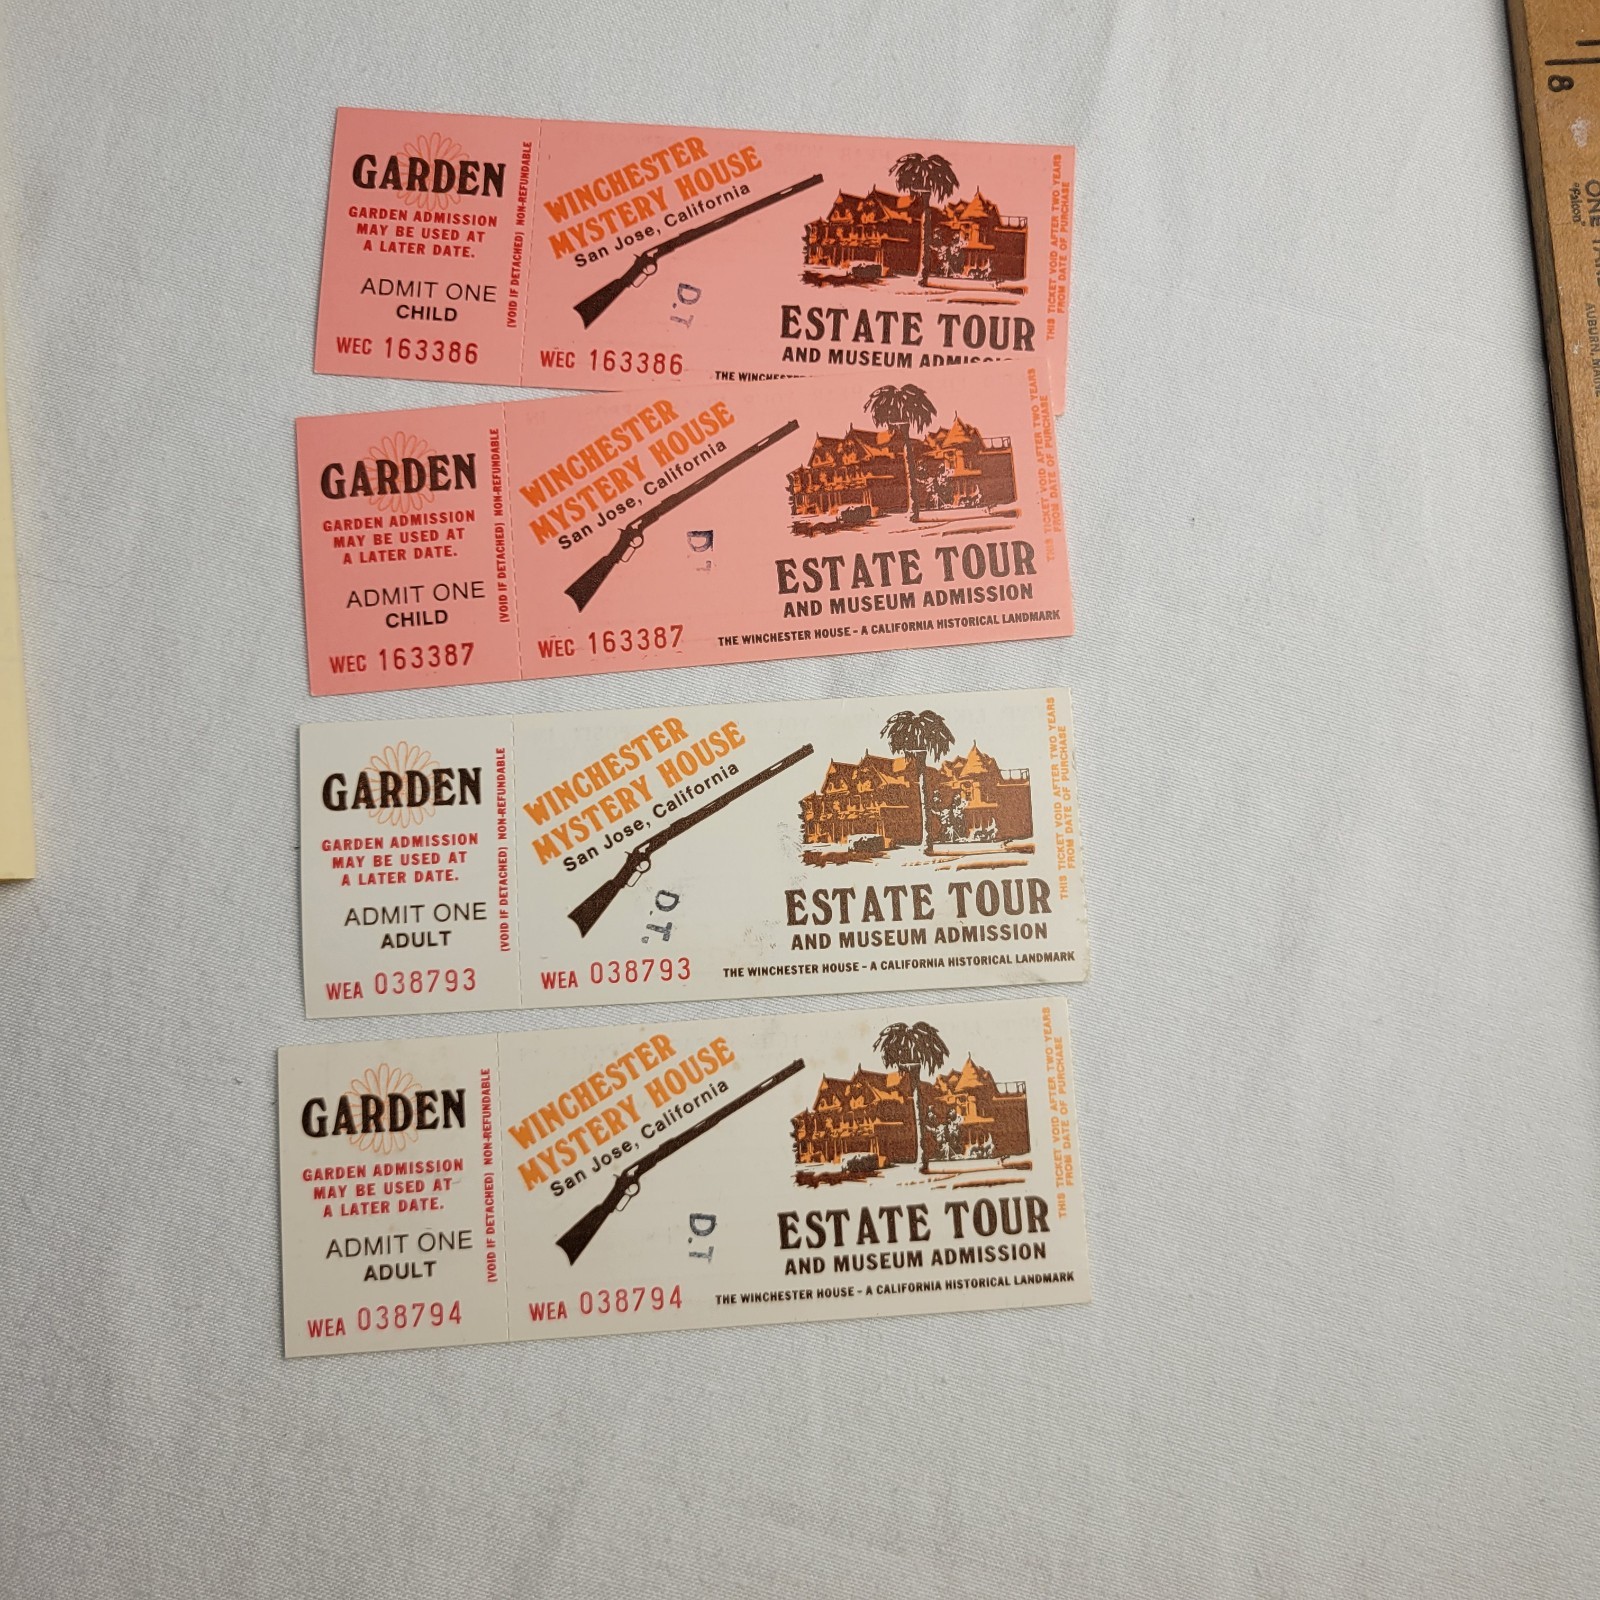 GARDEN
GARDEN ADMISSION
MAY BE USED AT
A LATER DATE.
ADMIT ONE
CHILD
WEC 163386
(VOID IF DETACHED) NON-REFUNDABLE
WINCHESTER
MYSTERY HOUSE
San Jose, California
D.T
WEC 163386
ESTATE TOUR
AND MUSEUM ADMISSION
THE WINCHESTER
THIS TICKET VOID AFTER TWO YEARS
FROM DATE OF PURCHASE
GARDEN
GARDEN ADMISSION
MAY BE USED AT
A LATER DATE.
ADMIT ONE
CHILD
WEC 163387
(VOID IF DETACHED) NON-REFUNDABLE
WINCHESTER
MYSTERY HOUSE
San Jose, California
D.T
WEC 163387
ESTATE TOUR
AND MUSEUM ADMISSION
THE WINCHESTER HOUSE - A CALIFORNIA HISTORICAL LANDMARK
THIS TICKET VOID AFTER TWO YEARS
FROM DATE OF PURCHASE
GARDEN
GARDEN ADMISSION
MAY BE USED AT
A LATER DATE.
ADMIT ONE
ADULT
WEA 038793
(VOID IF DETACHED) NON-REFUNDABLE
WINCHESTER
MYSTERY HOUSE
San Jose, California
D.T.
WEA 038793
ESTATE TOUR
AND MUSEUM ADMISSION
THE WINCHESTER HOUSE - A CALIFORNIA HISTORICAL LANDMARK
THIS TICKET VOID AFTER TWO YEARS
FROM DATE OF PURCHASE
GARDEN
GARDEN ADMISSION
MAY BE USED AT
A LATER DATE.
ADMIT ONE
ADULT
WEA 038794
(VOID IF DETACHED) NON-REFUNDABLE
WINCHESTER
MYSTERY HOUSE
San Jose, California
D.T
WEA 038794
ESTATE TOUR
AND MUSEUM ADMISSION
THE WINCHESTER HOUSE - A CALIFORNIA HISTORICAL LANDMARK
THIS TICKET VOID AFTER TWO YEARS
FROM DATE OF PURCHASE
8
ONE
AUBURN,